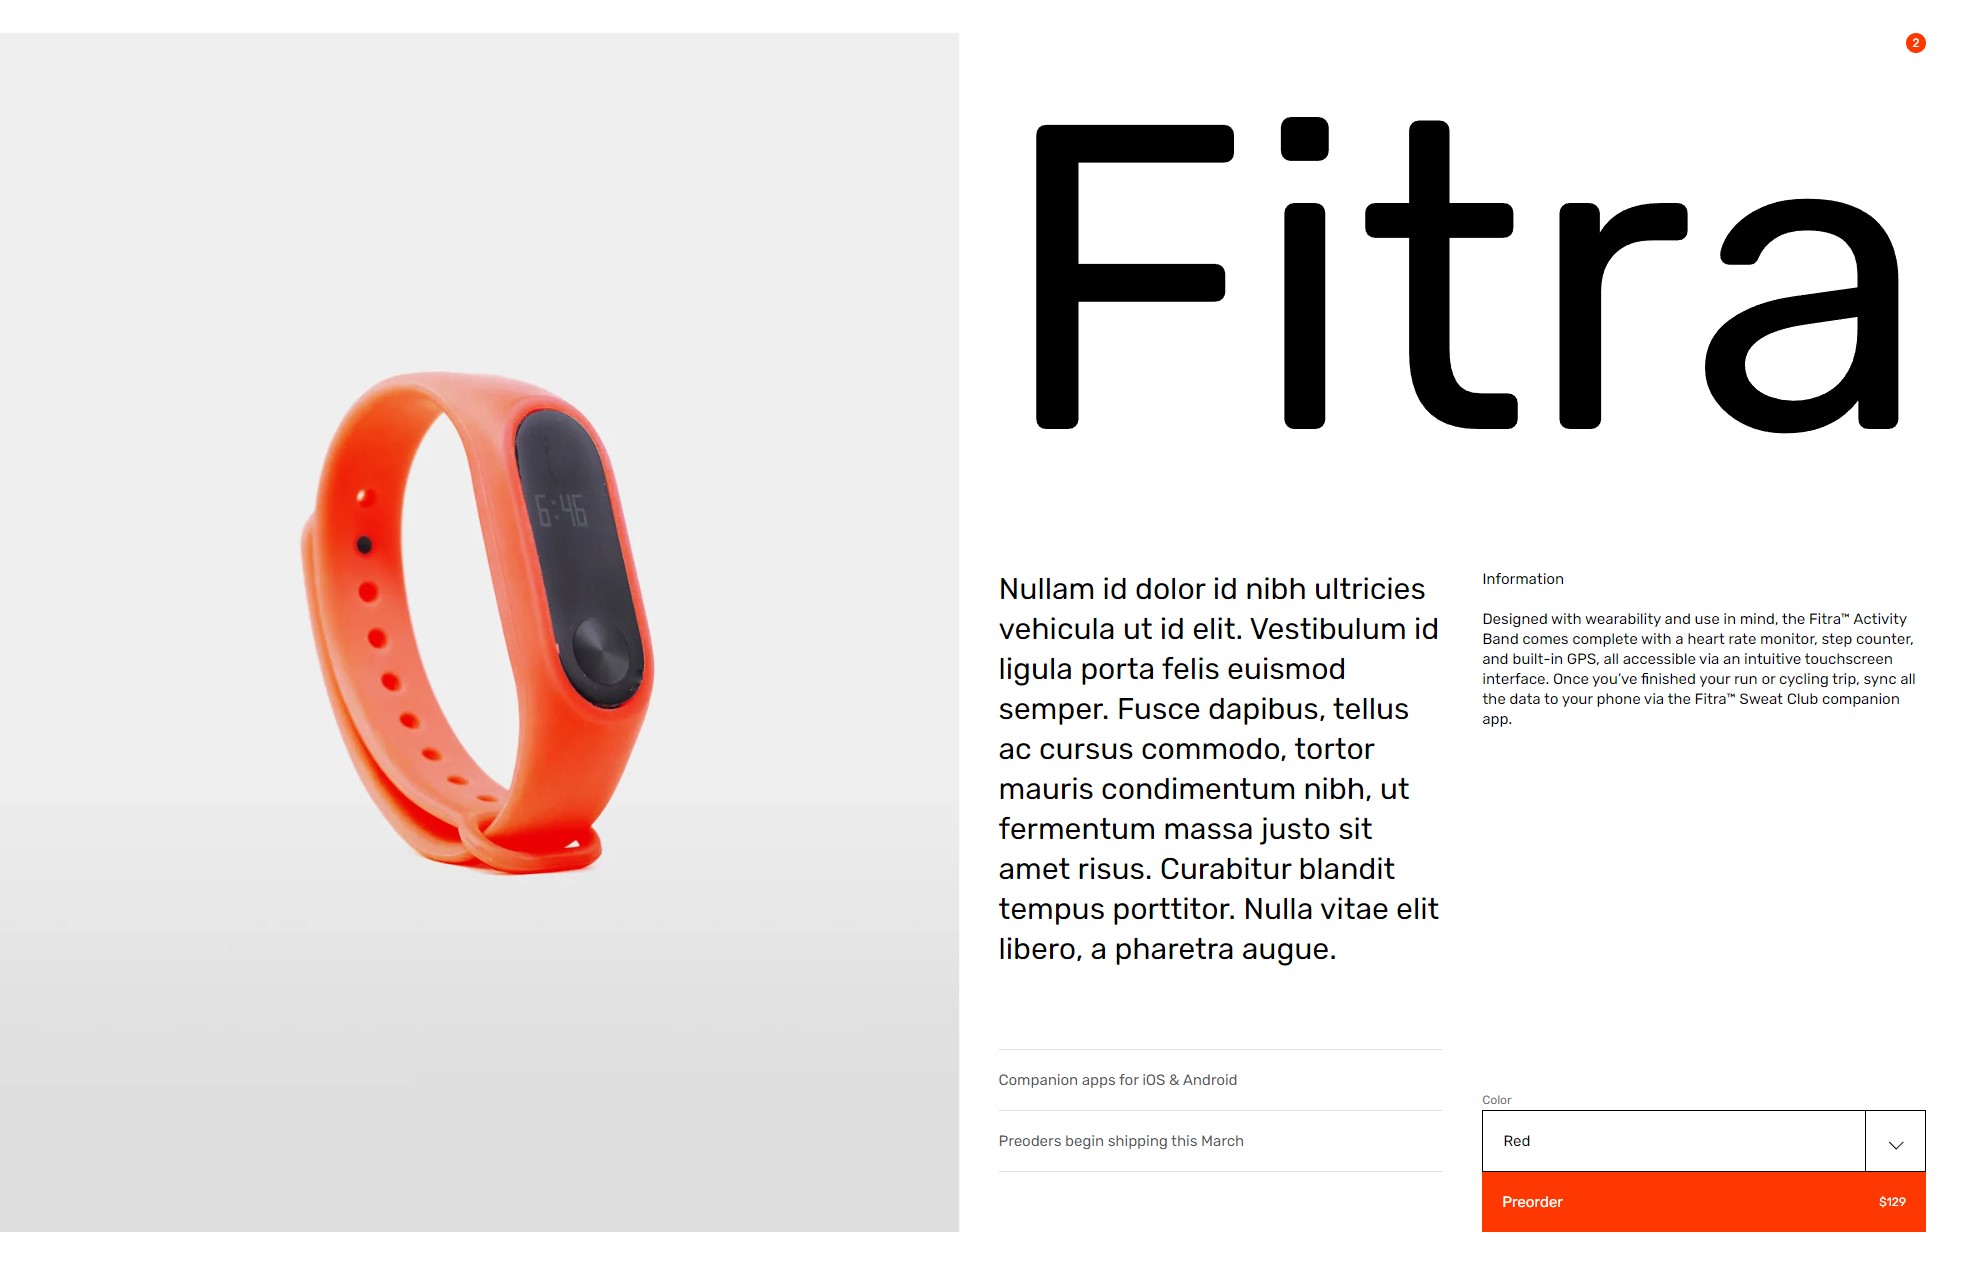 2
Fitra
6:46
Nullam id dolor id nibh ultricies
vehicula ut id elit. Vestibulum id
ligula porta felis euismod
semper. Fusce dapibus, tellus
ac cursus commodo, tortor
mauris condimentum nibh, ut
fermentum massa justo sit
amet risus. Curabitur blandit
tempus porttitor. Nulla vitae elit
libero, a pharetra augue.
Information
Designed with wearability and use in mind, the Fitra™ Activity
Band comes complete with a heart rate monitor, step counter,
and built-in GPS, all accessible via an intuitive touchscreen
interface. Once you’ve finished your run or cycling trip, sync all
the data to your phone via the Fitra™ Sweat Club companion
app.
Companion apps for iOS & Android
Preoders begin shipping this March
Color
Red
Preorder $129